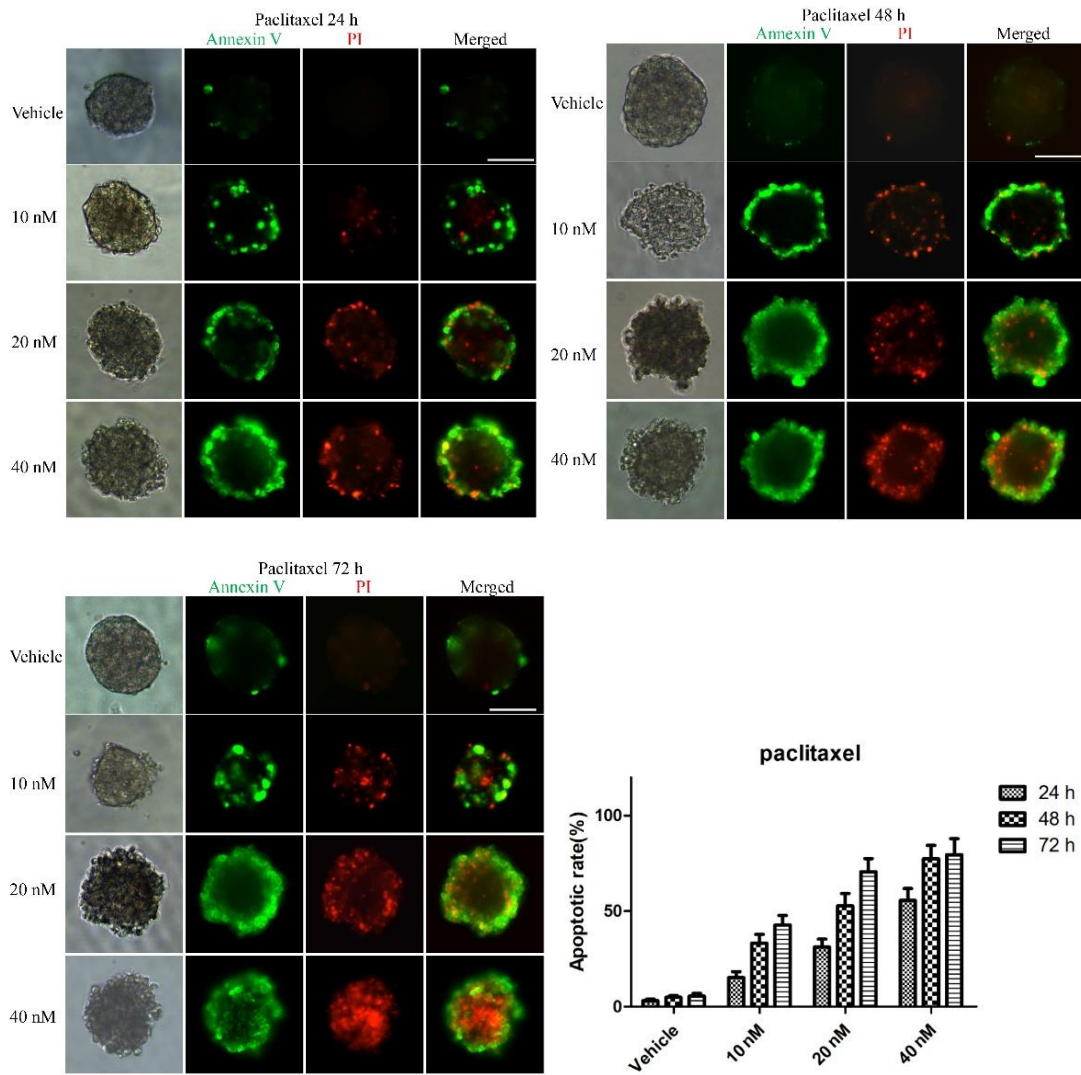 Paclitaxel 24 h
Annexin V PI Merged
Vehicle
10 nM
20 nM
40 nM
Paclitaxel 48 h
Annexin V PI Merged
Vehicle
10 nM
20 nM
40 nM
Paclitaxel 72 h
Annexin V PI Merged
Vehicle
10 nM
20 nM
40 nM
paclitaxel
Apoptotic rate(%)
100
50
0
Vehicle
10 nM
20 nM
40 nM
24 h
48 h
72 h